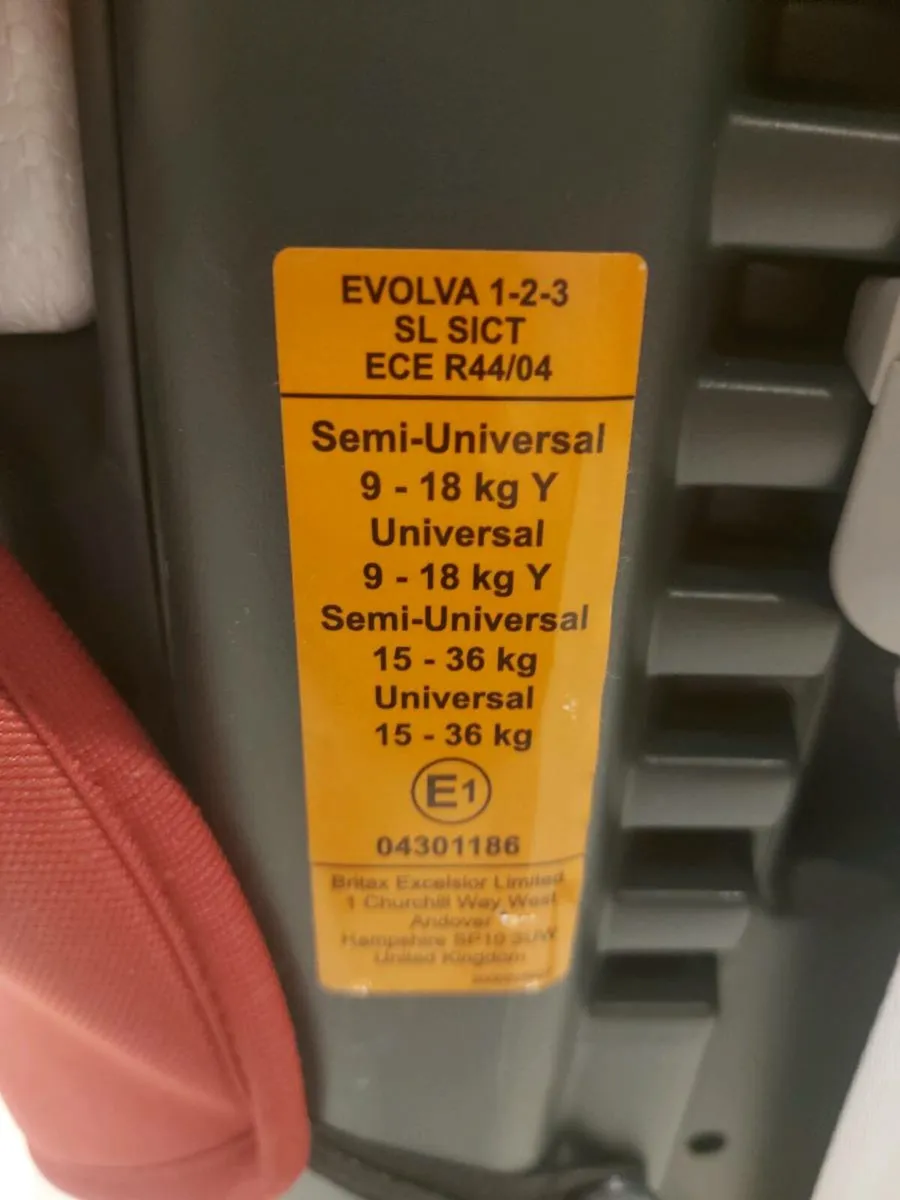 EVOLVA 1-2-3
SL SICT
ECE R44/04
Semi-Universal
9 - 18 kg Y
Universal
9 - 18 kg Y
Semi-Universal
15 - 36 kg
Universal
15 - 36 kg
E1
04301186
Britax Excelsior Limited
1 Churchill Way West
Andover
Hampshire SP10 3UW
United Kingdom